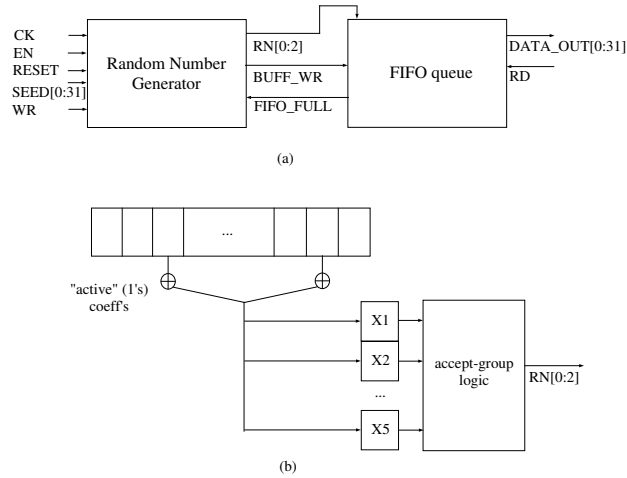 CK
EN
RESET
SEED[0:31]
WR
Random Number
Generator
RN[0:2]
BUFF_WR
FIFO_FULL
FIFO queue
DATA_OUT[0:31]
RD
(a)
...
"active" (1's)
coeff's
X1
X2
...
X5
accept-group
logic
RN[0:2]
(b)